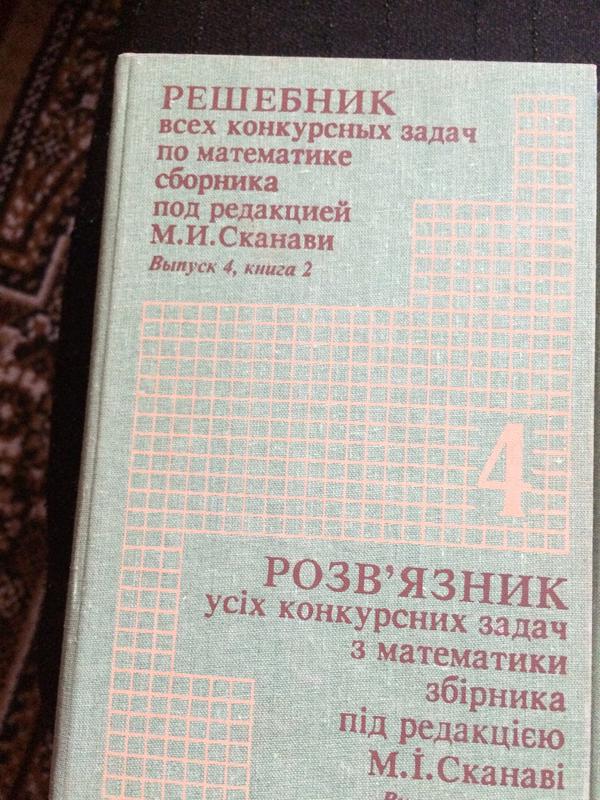 РЕШЕБНИК
всех конкурсных задач
по математике
сборника
под редакцией
М.И.Сканави
Выпуск 4, книга 2
4
РОЗВ'ЯЗНИК
усіх конкурсних задач
з математики
збірника
під редакцією
М.І.Сканаві